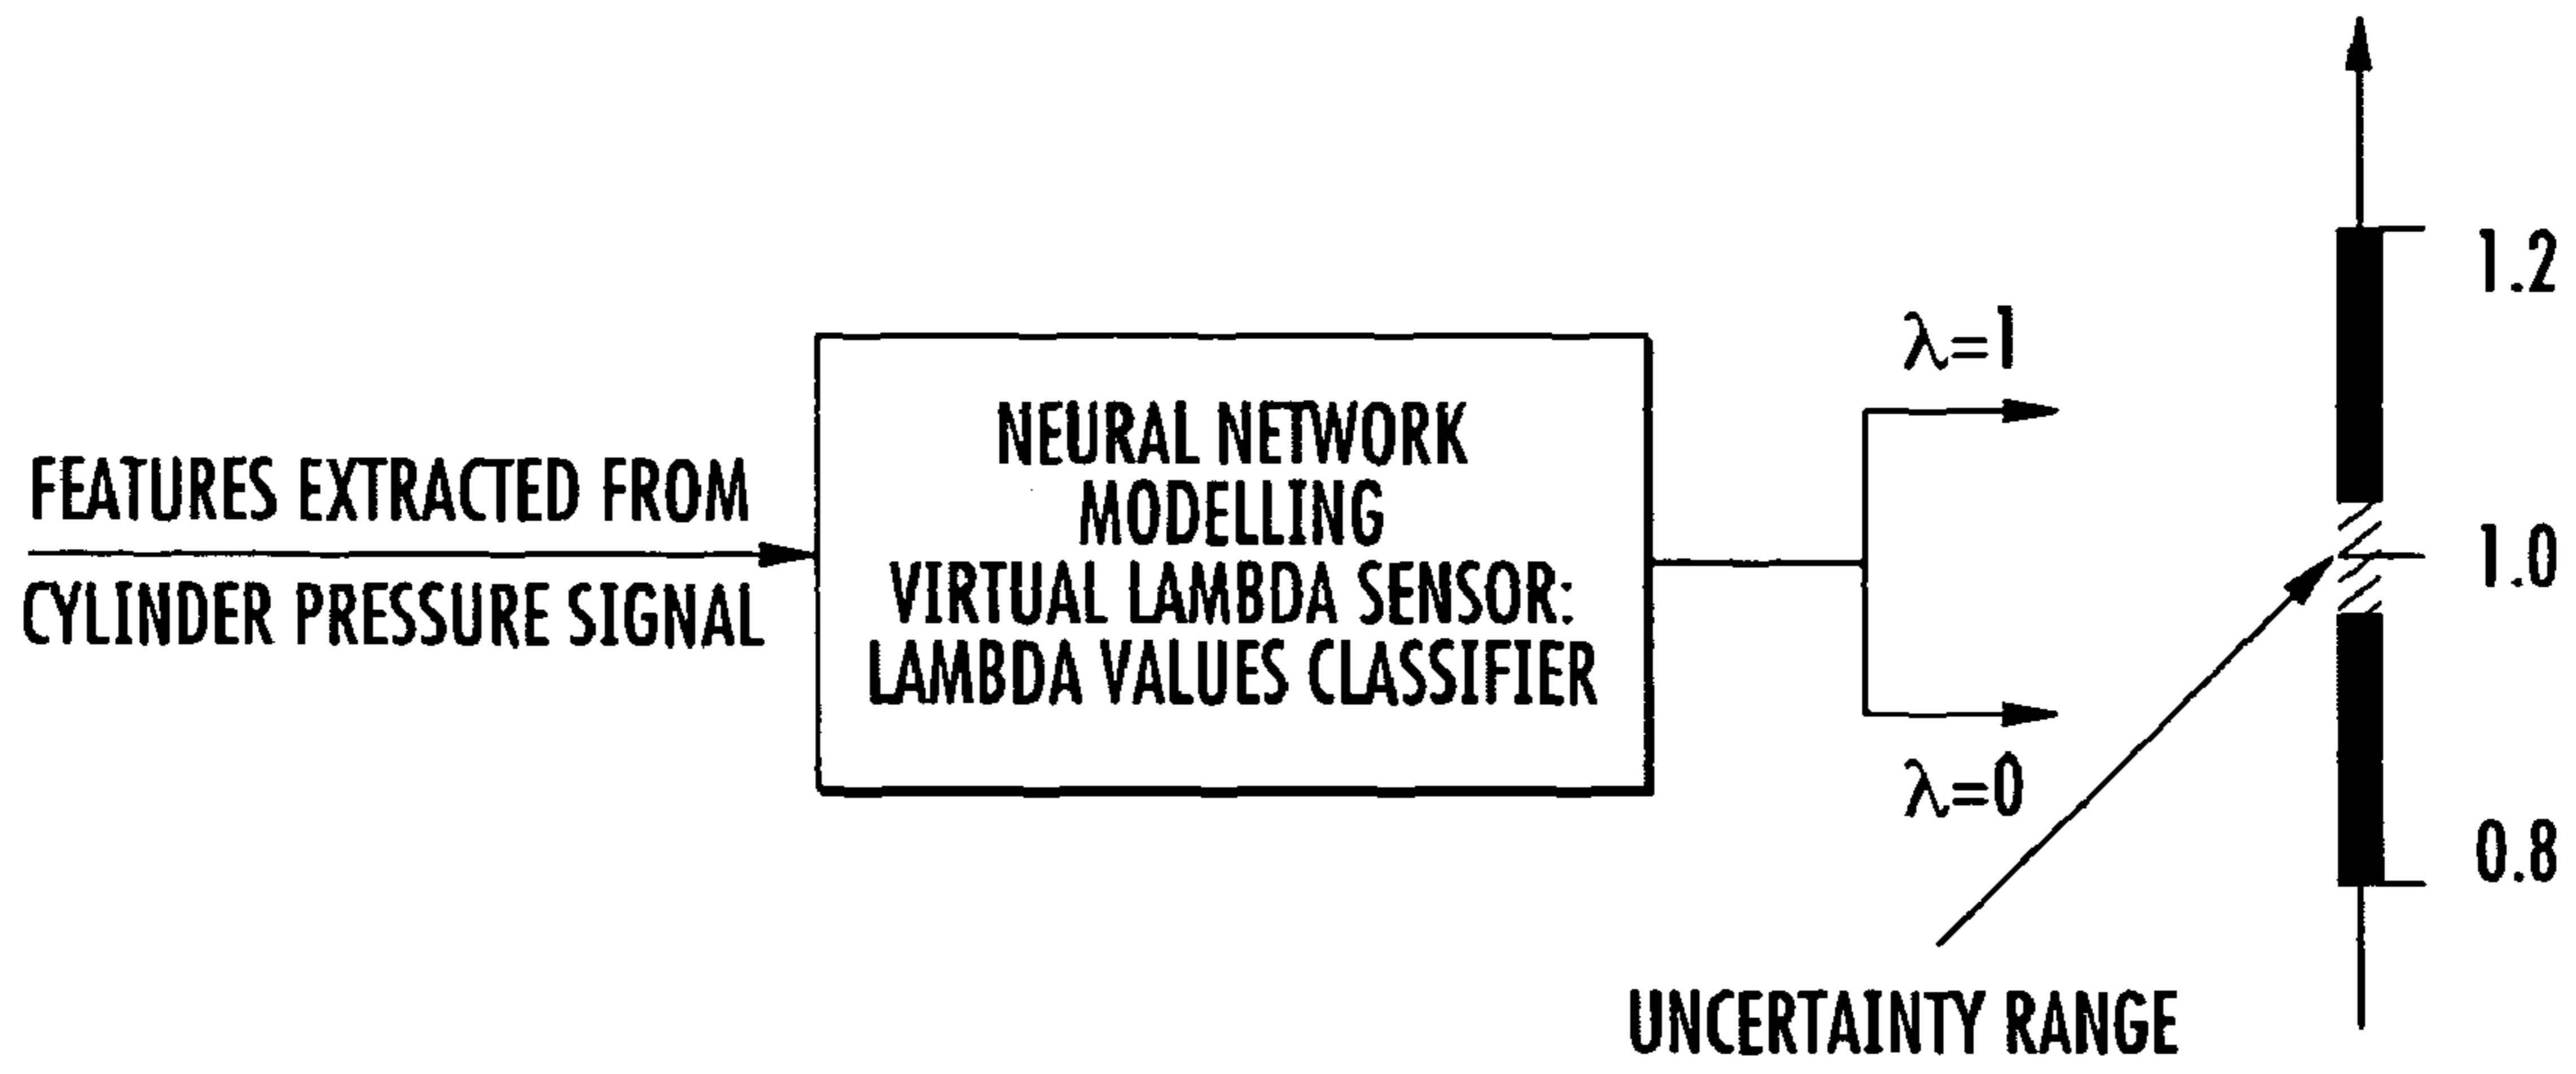 FEATURES EXTRACTED FROM
CYLINDER PRESSURE SIGNAL
NEURAL NETWORK
MODELLING
VIRTUAL LAMBDA SENSOR:
LAMBDA VALUES CLASSIFIER
λ=1
λ=0
UNCERTAINTY RANGE
1.2
1.0
0.8